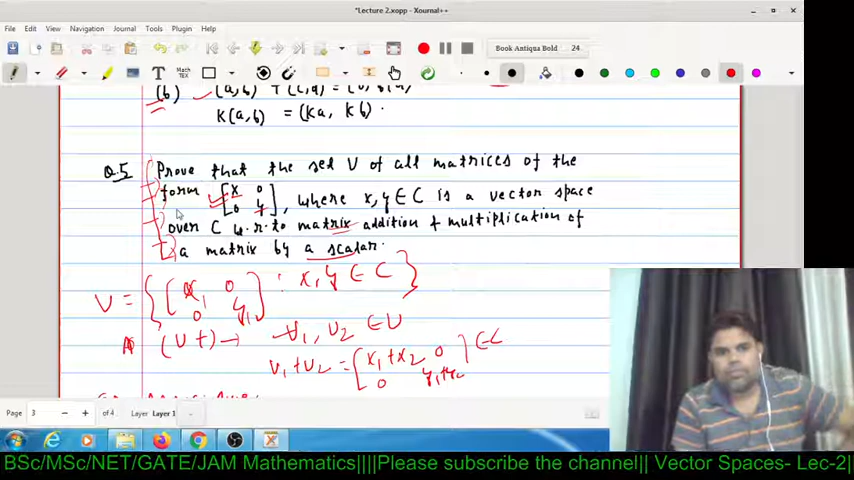 *Lecture 2.xopp - Xournal++
File Edit View Navigation Journal Tools Plugin Help
Book Antiqua Bold 24
K(a,b) = (Ka, Kb).
Q.5 Prove that the set V of all matrices of the
form [x 0
0 y], where x,y ∈ C is a vector space
over C w.r.to matrix addition & multiplication of
a matrix by a scalar.
V = { [x₁ 0
0 y₁] : x,y ∈ C }
(V +) → v₁, v₂ ∈ V
v₁+v₂ = [x₁+x₂ 0
0 y₁+y₂] ∈ C
Page 3 of 4 Layer Layer 1
BSc/MSc/NET/GATE/JAM Mathematics||||Please subscribe the channel|| Vector Spaces- Lec-2|